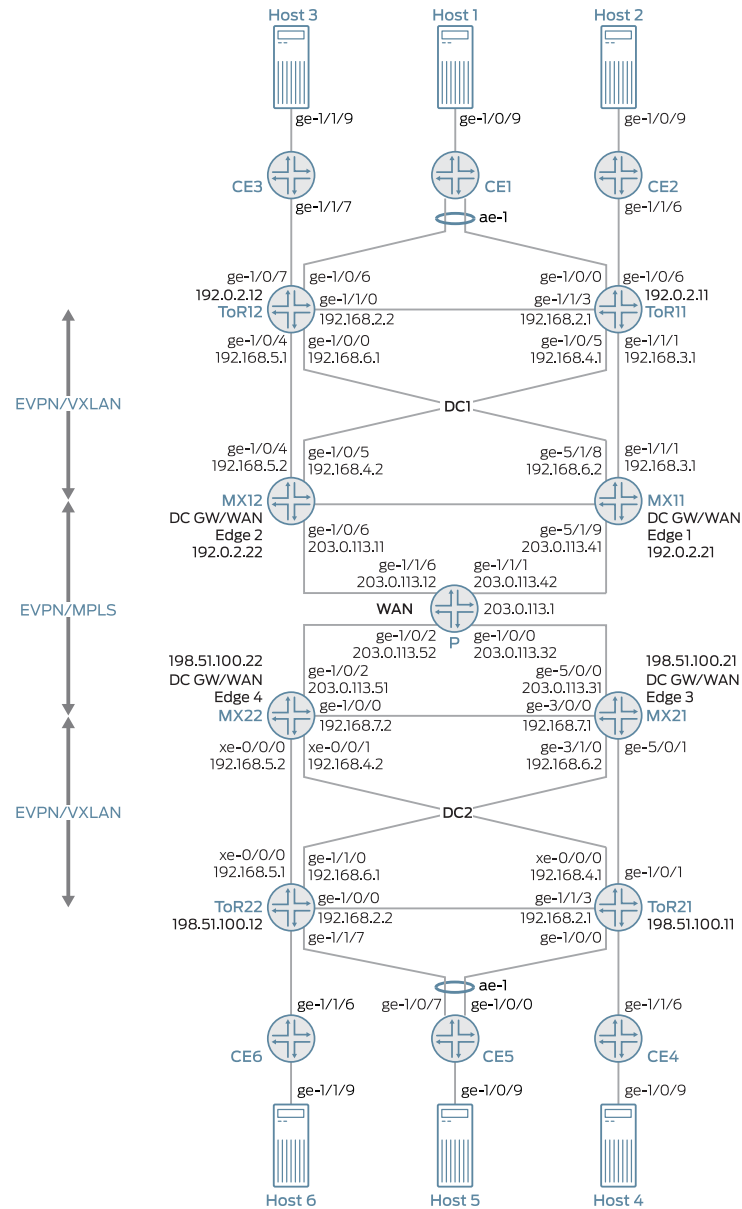 Host 3
Host 1
Host 2
ge-1/1/9
ge-1/0/9
ge-1/0/9
CE3
CE1
CE2
ge-1/1/7
ge-1/1/6
ae-1
ge-1/0/7
ge-1/0/6
ge-1/0/0
ge-1/0/6
192.0.2.12
192.0.2.11
ToR12
ge-1/1/0
ge-1/1/3
ToR11
192.168.2.2
192.168.2.1
ge-1/0/4
ge-1/0/0
ge-1/0/5
ge-1/1/1
192.168.5.1
192.168.6.1
192.168.4.1
192.168.3.1
EVPN/VXLAN
DC1
ge-1/0/4
ge-1/0/5
ge-5/1/8
ge-1/1/1
192.168.5.2
192.168.4.2
192.168.6.2
192.168.3.1
MX12
MX11
DC GW/WAN
Edge 2
192.0.2.22
DC GW/WAN
Edge 1
192.0.2.21
ge-1/0/6
203.0.113.11
ge-5/1/9
203.0.113.41
ge-1/1/6
203.0.113.12
ge-1/1/1
203.0.113.42
EVPN/MPLS
WAN
203.0.113.1
P
ge-1/0/2
203.0.113.52
ge-1/0/0
203.0.113.32
198.51.100.22
DC GW/WAN
Edge 4
MX22
ge-1/0/2
203.0.113.51
ge-5/0/0
203.0.113.31
198.51.100.21
DC GW/WAN
Edge 3
MX21
ge-1/0/0
192.168.7.2
ge-3/0/0
192.168.7.1
xe-0/0/0
192.168.5.2
xe-0/0/1
192.168.4.2
ge-3/1/0
192.168.6.2
ge-5/0/1
EVPN/VXLAN
DC2
xe-0/0/0
192.168.5.1
ge-1/1/0
192.168.6.1
xe-0/0/0
192.168.4.1
ge-1/0/1
ToR22
198.51.100.12
ge-1/0/0
192.168.2.2
ge-1/1/3
192.168.2.1
ToR21
198.51.100.11
ge-1/1/7
ge-1/0/0
ae-1
ge-1/1/6
ge-1/0/7
ge-1/0/0
ge-1/1/6
CE6
CE5
CE4
ge-1/1/9
ge-1/0/9
ge-1/0/9
Host 6
Host 5
Host 4